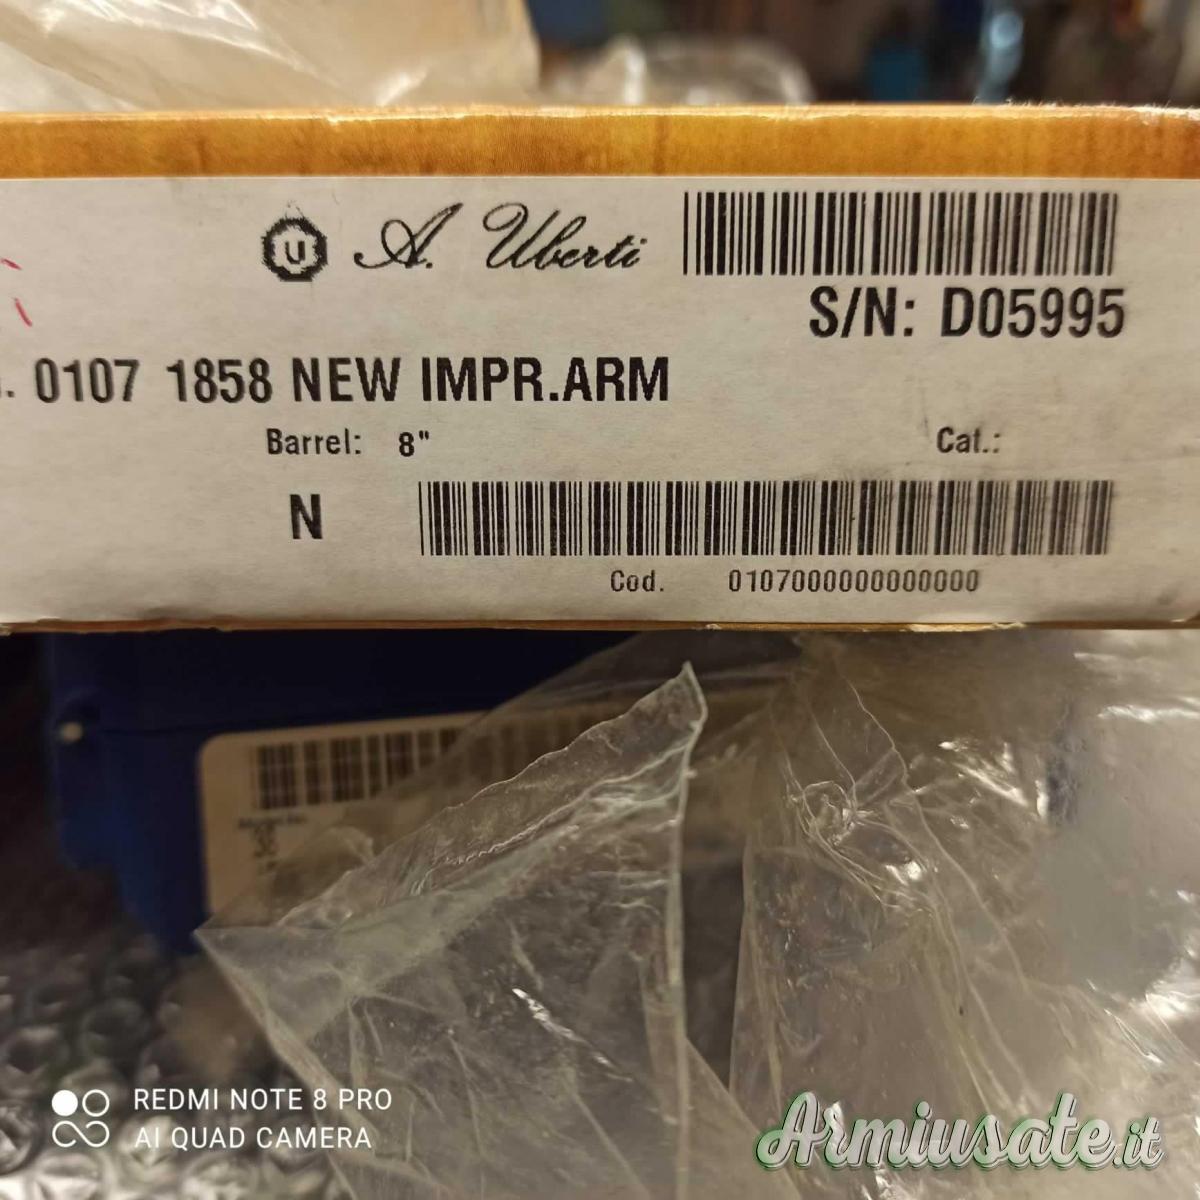 U A. Uberti
S/N: D05995
0107 1858 NEW IMPR.ARM
Barrel: 8"
Cat.:
N
Cod. 0107000000000000
REDMI NOTE 8 PRO
AI QUAD CAMERA
Armiusate.it